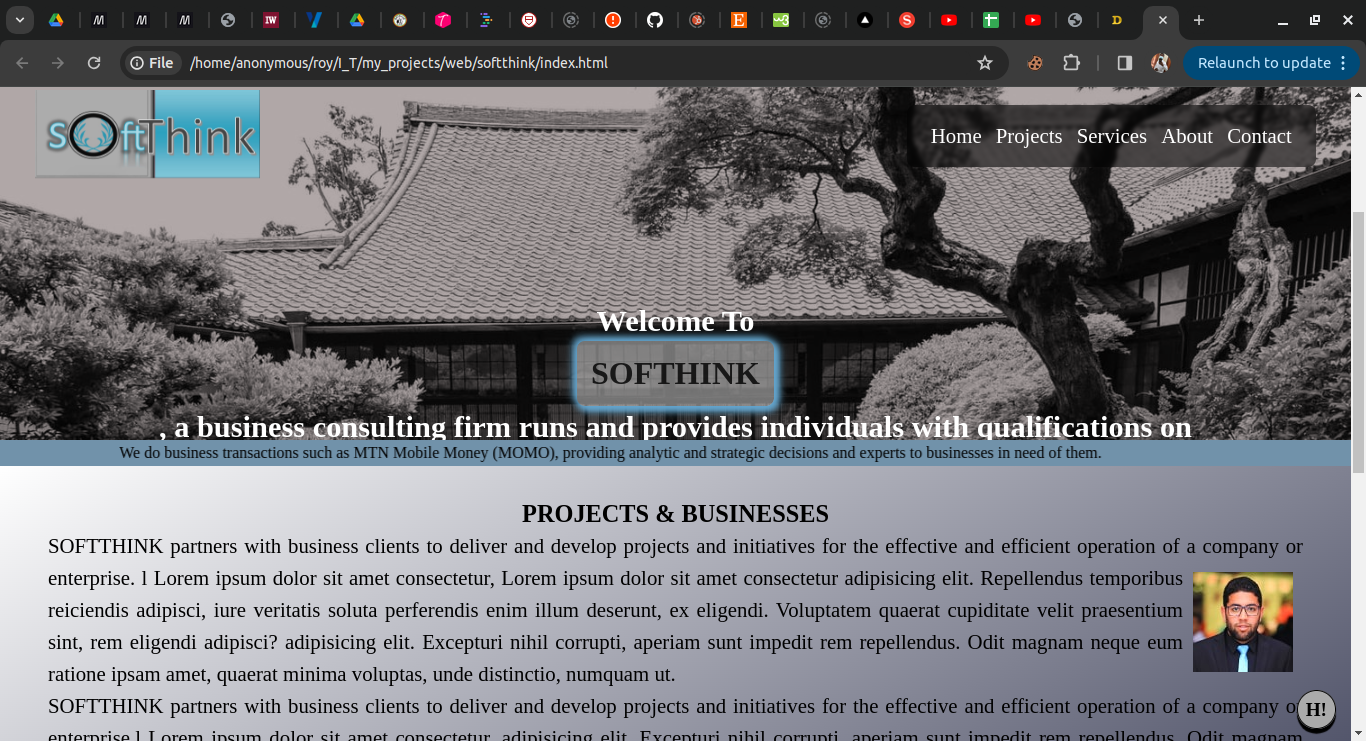 File
/home/anonymous/roy/I_T/my_projects/web/softthink/index.html
Relaunch to update
sOftThink
Home Projects Services About Contact
Welcome To
SOFTHINK
, a business consulting firm runs and provides individuals with qualifications on
We do business transactions such as MTN Mobile Money (MOMO), providing analytic and strategic decisions and experts to businesses in need of them.
PROJECTS & BUSINESSES
SOFTTHINK partners with business clients to deliver and develop projects and initiatives for the effective and efficient operation of a company or
enterprise. l Lorem ipsum dolor sit amet consectetur, Lorem ipsum dolor sit amet consectetur adipisicing elit. Repellendus temporibus
reiciendis adipisci, iure veritatis soluta perferendis enim illum deserunt, ex eligendi. Voluptatem quaerat cupiditate velit praesentium
sint, rem eligendi adipisci? adipisicing elit. Excepturi nihil corrupti, aperiam sunt impedit rem repellendus. Odit magnam neque eum
ratione ipsam amet, quaerat minima voluptas, unde distinctio, numquam ut.
SOFTTHINK partners with business clients to deliver and develop projects and initiatives for the effective and efficient operation of a company
H!
enterprise.l Lorem ipsum dolor sit amet consectetur, adipisicing elit. Excepturi nihil corrupti, aperiam sunt impedit rem repellendus. Odit magnam